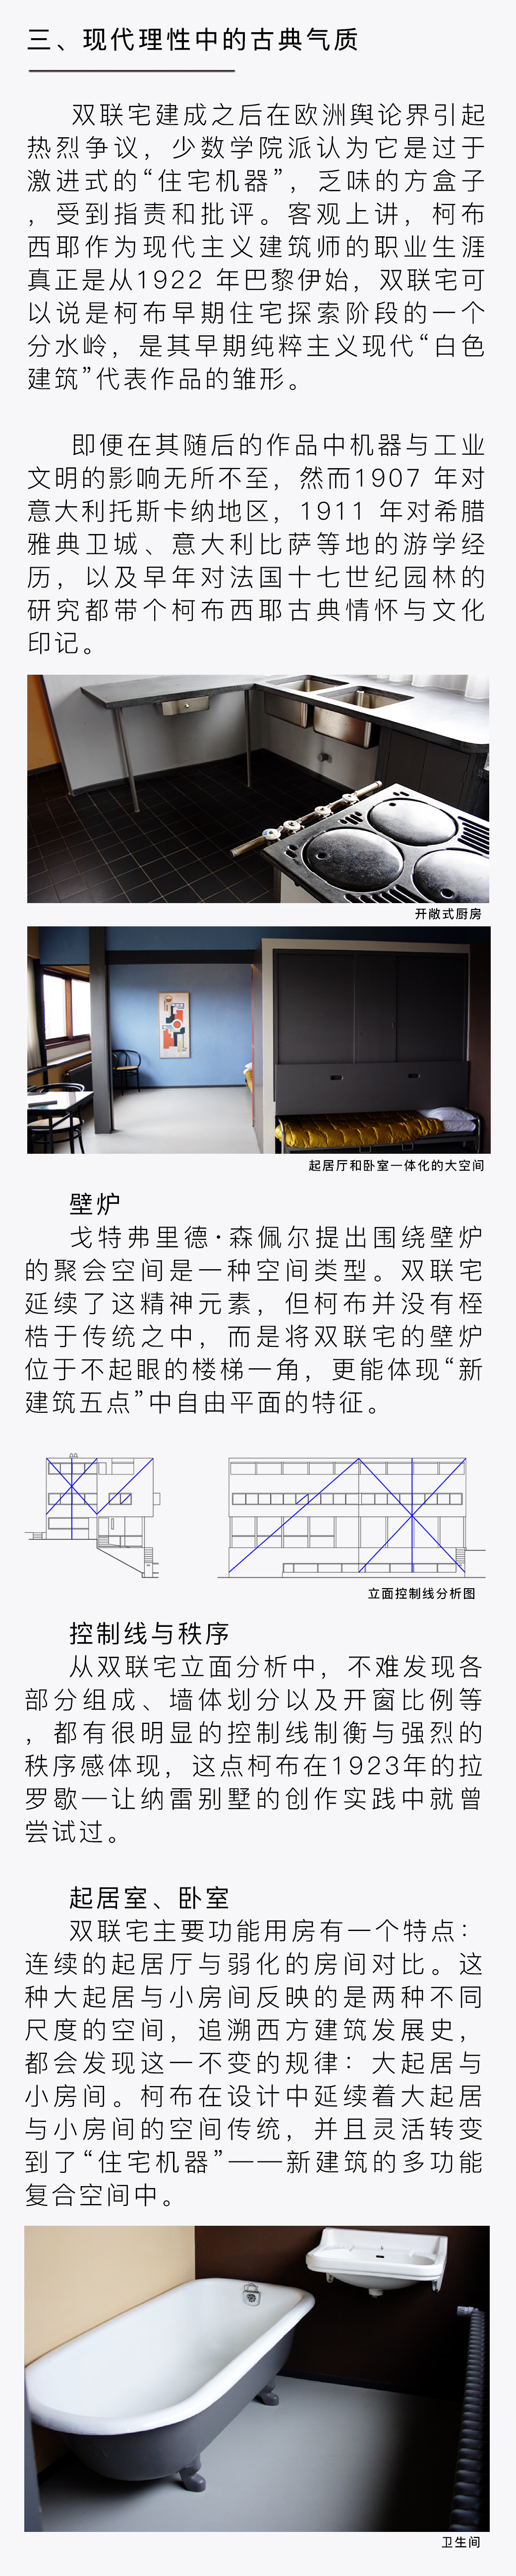 三、现代理性中的古典气质
双联宅建成之后在欧洲舆论界引起
热烈争议，少数学院派认为它是过于
激进式的“住宅机器”，乏味的方盒子
，受到指责和批评。客观上讲，柯布
西耶作为现代主义建筑师的职业生涯
真正是从1922 年巴黎伊始，双联宅可
以说是柯布早期住宅探索阶段的一个
分水岭，是其早期纯粹主义现代“白色
建筑”代表作品的雏形。
即便在其随后的作品中机器与工业
文明的影响无所不至，然而1907 年对
意大利托斯卡纳地区，1911 年对希腊
雅典卫城、意大利比萨等地的游学经
历，以及早年对法国十七世纪园林的
研究都带个柯布西耶古典情怀与文化
印记。
开敞式厨房
起居厅和卧室一体化的大空间
壁炉
戈特弗里德·森佩尔提出围绕壁炉
的聚会空间是一种空间类型。双联宅
延续了这精神元素，但柯布并没有桎
梏于传统之中，而是将双联宅的壁炉
位于不起眼的楼梯一角，更能体现“新
建筑五点”中自由平面的特征。
立面控制线分析图
控制线与秩序
从双联宅立面分析中，不难发现各
部分组成、墙体划分以及开窗比例等
，都有很明显的控制线制衡与强烈的
秩序感体现，这点柯布在1923年的拉
罗歇—让纳雷别墅的创作实践中就曾
尝试过。
起居室、卧室
双联宅主要功能用房有一个特点：
连续的起居厅与弱化的房间对比。这
种大起居与小房间反映的是两种不同
尺度的空间，追溯西方建筑发展史，
都会发现这一不变的规律：大起居与
小房间。柯布在设计中延续着大起居
与小房间的空间传统，并且灵活转变
到了“住宅机器”——新建筑的多功能
复合空间中。
卫生间